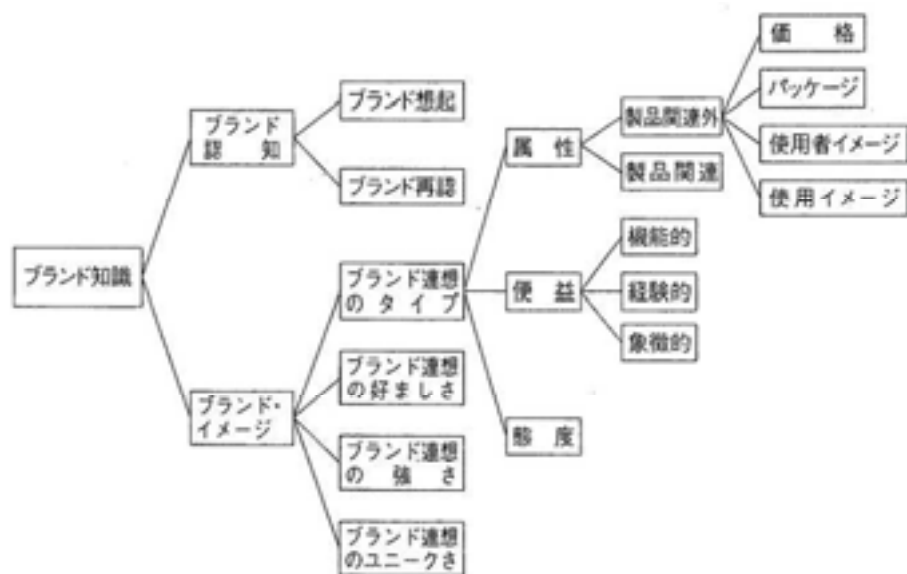 ブランド知識
ブランド
認知
ブランド想起
ブランド再認
ブランド・
イメージ
ブランド連想
のタイプ
ブランド連想
の好ましさ
ブランド連想
の強さ
ブランド連想
のユニークさ
属性
製品関連外
価格
パッケージ
使用者イメージ
使用イメージ
製品関連
便益
機能的
経験的
象徴的
態度